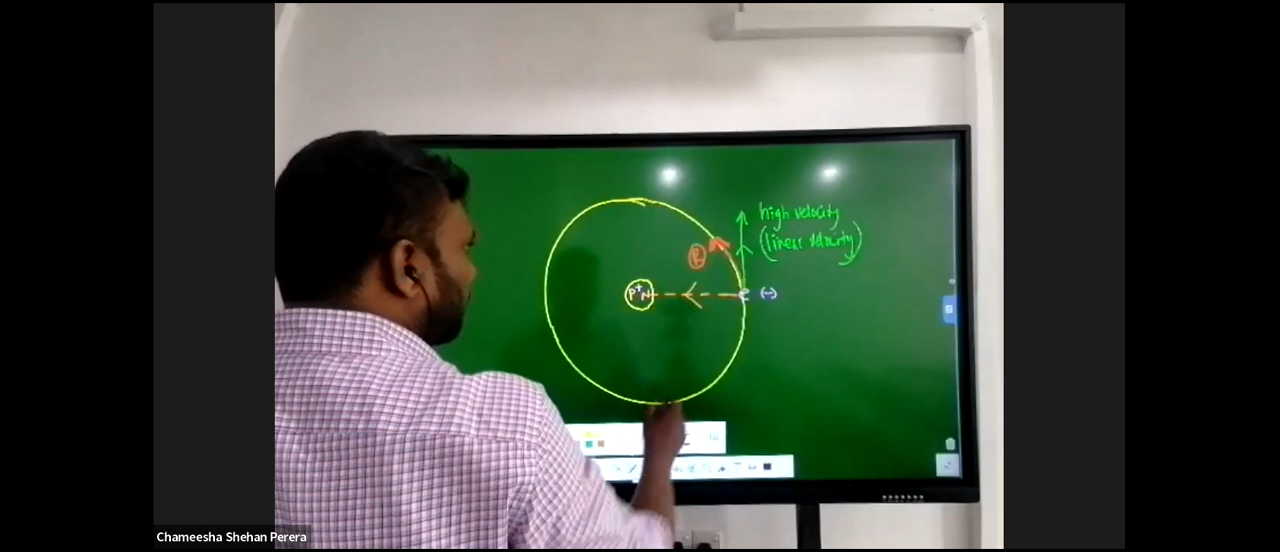 high velocity
(linear velocity)
R
P+ N
e (-)
Chameesha Shehan Perera